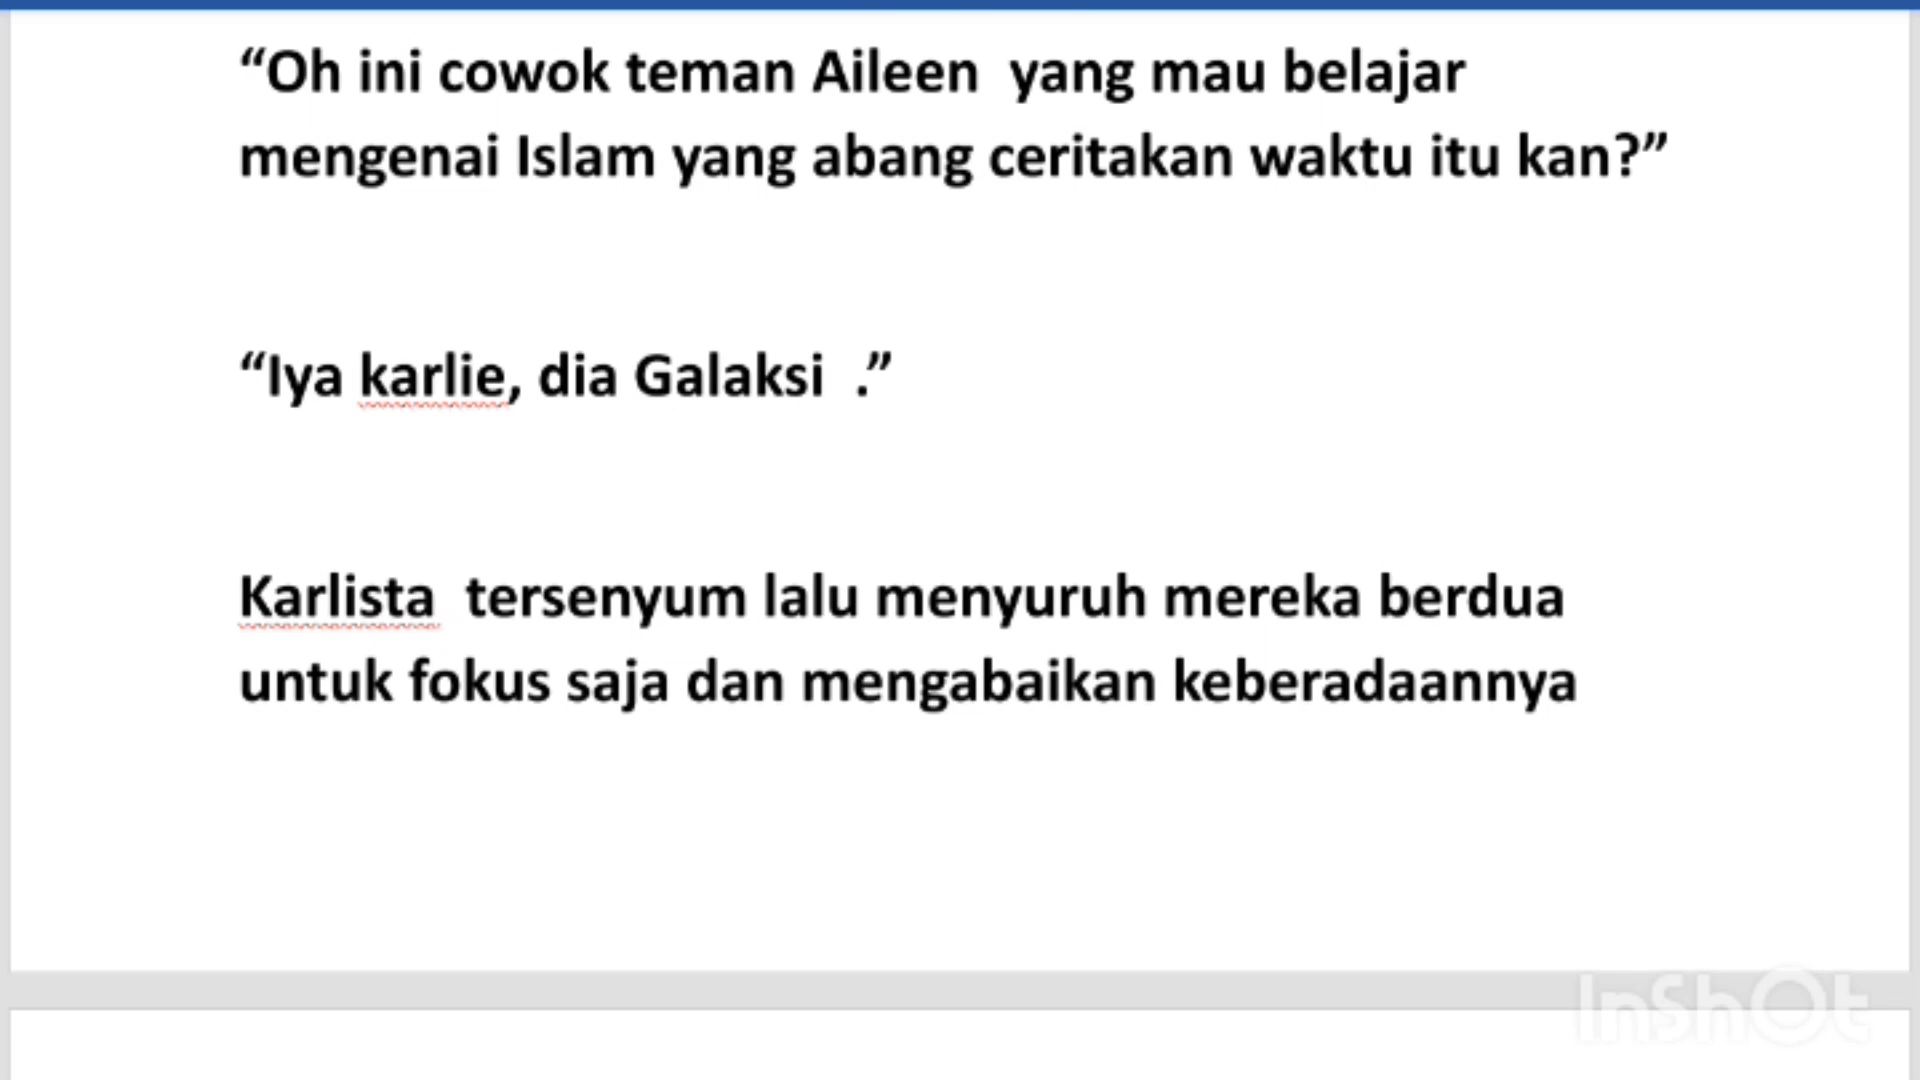 “Oh ini cowok teman Aileen  yang mau belajar
mengenai Islam yang abang ceritakan waktu itu kan?”
“Iya karlie, dia Galaksi  .”
Karlista  tersenyum lalu menyuruh mereka berdua
untuk fokus saja dan mengabaikan keberadaannya
InShOt